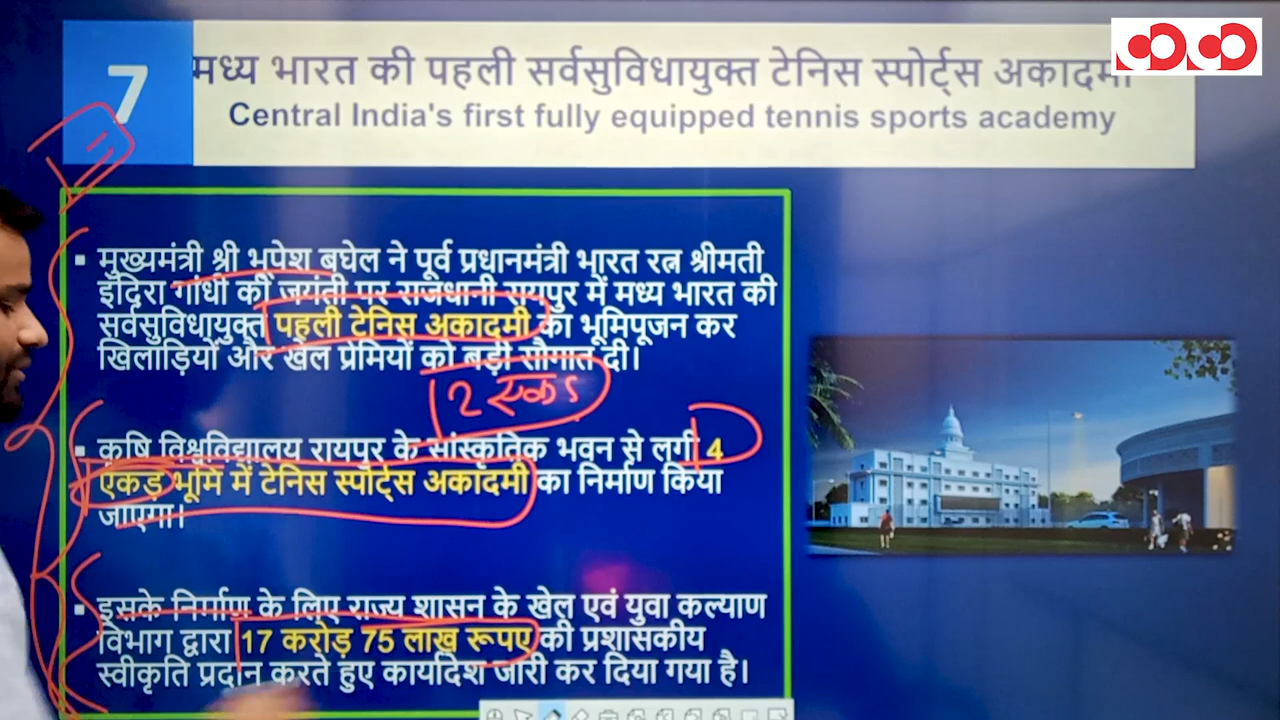 7
मध्य भारत की पहली सर्वसुविधायुक्त टेनिस स्पोर्ट्स अकादमी
Central India's first fully equipped tennis sports academy
▪ मुख्यमंत्री श्री भूपेश बघेल ने पूर्व प्रधानमंत्री भारत रत्न श्रीमती
इंदिरा गांधी की जयंती पर राजधानी रायपुर में मध्य भारत की
सर्वसुविधायुक्त पहली टेनिस अकादमी का भूमिपूजन कर
खिलाड़ियों और खेल प्रेमियों को बड़ी सौगात दी।
2 एकड
▪ कृषि विश्वविद्यालय रायपुर के सांस्कृतिक भवन से लगी 4
एकड़ भूमि में टेनिस स्पोर्ट्स अकादमी का निर्माण किया
जाएगा।
▪ इसके निर्माण के लिए राज्य शासन के खेल एवं युवा कल्याण
विभाग द्वारा 17 करोड़ 75 लाख रूपए की प्रशासकीय
स्वीकृति प्रदान करते हुए कार्यादेश जारी कर दिया गया है।